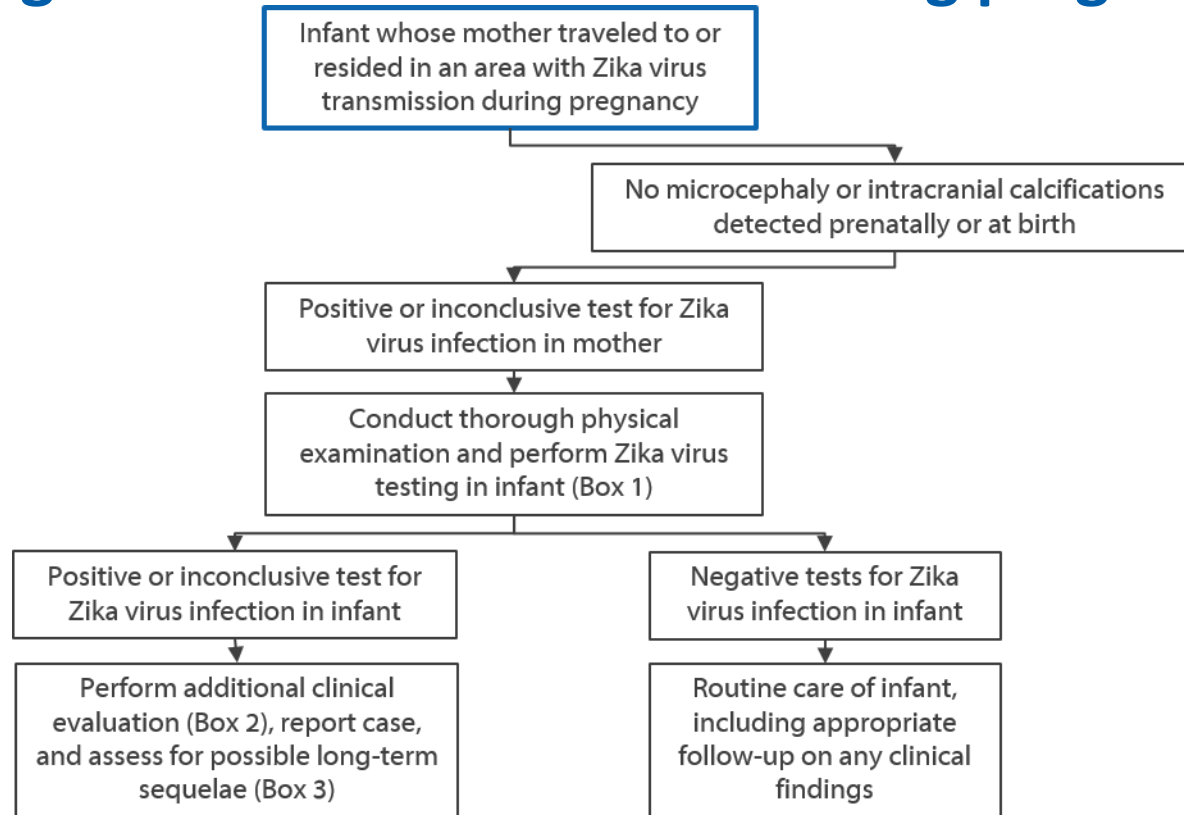 Infant whose mother traveled to or
resided in an area with Zika virus
transmission during pregnancy
No microcephaly or intracranial calcifications
detected prenatally or at birth
Positive or inconclusive test for Zika
virus infection in mother
Conduct thorough physical
examination and perform Zika virus
testing in infant (Box 1)
Positive or inconclusive test for
Zika virus infection in infant
Negative tests for Zika
virus infection in infant
Perform additional clinical
evaluation (Box 2), report case,
and assess for possible long-term
sequelae (Box 3)
Routine care of infant,
including appropriate
follow-up on any clinical
findings